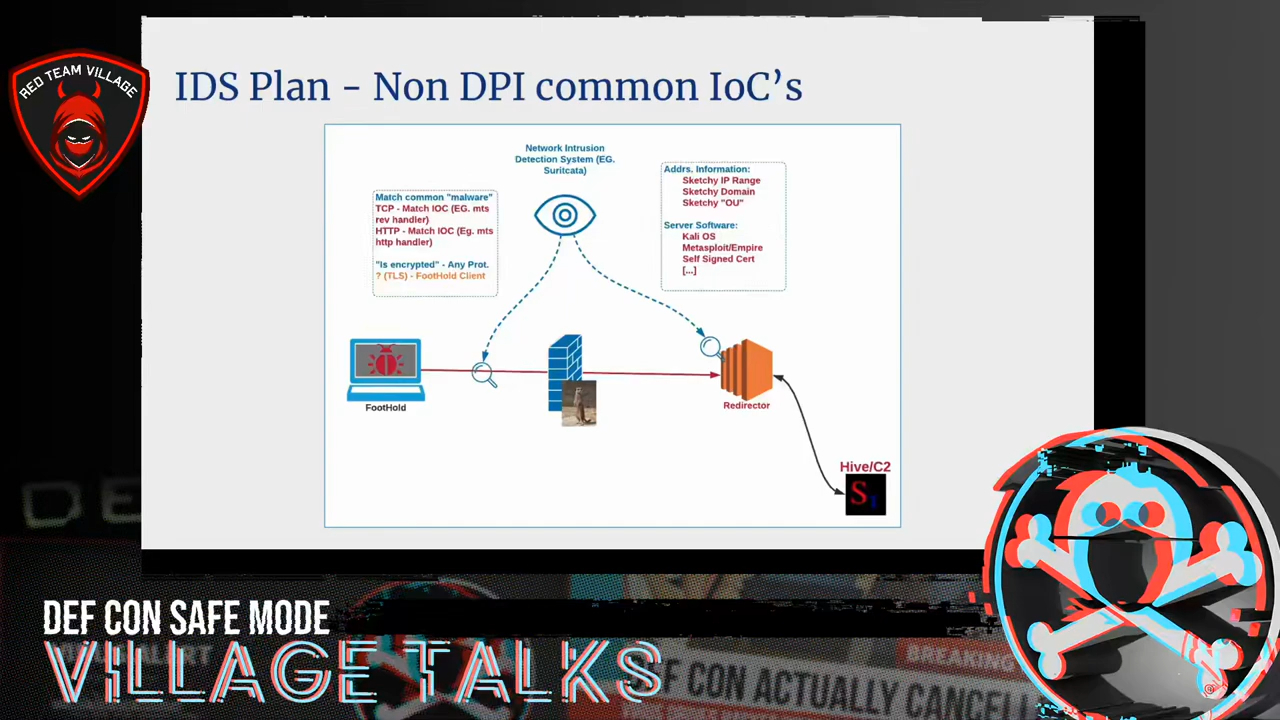 RED TEAM VILLAGE
IDS Plan - Non DPI common IoC's
Network Intrusion
Detection System (EG.
Suritcata)
Match common "malware"
TCP - Match IOC (EG. mts
rev handler)
HTTP - Match IOC (Eg. mts
http handler)
"Is encrypted" - Any Prot.
? (TLS) - FootHold Client
Addrs. Information:
Sketchy IP Range
Sketchy Domain
Sketchy "OU"
Server Software:
Kali OS
Metasploit/Empire
Self Signed Cert
[...]
FootHold
Redirector
Hive/C2
DEF CON SAFE MODE
VILLAGE TALKS
BREAKING
DEF CON ACTUALLY